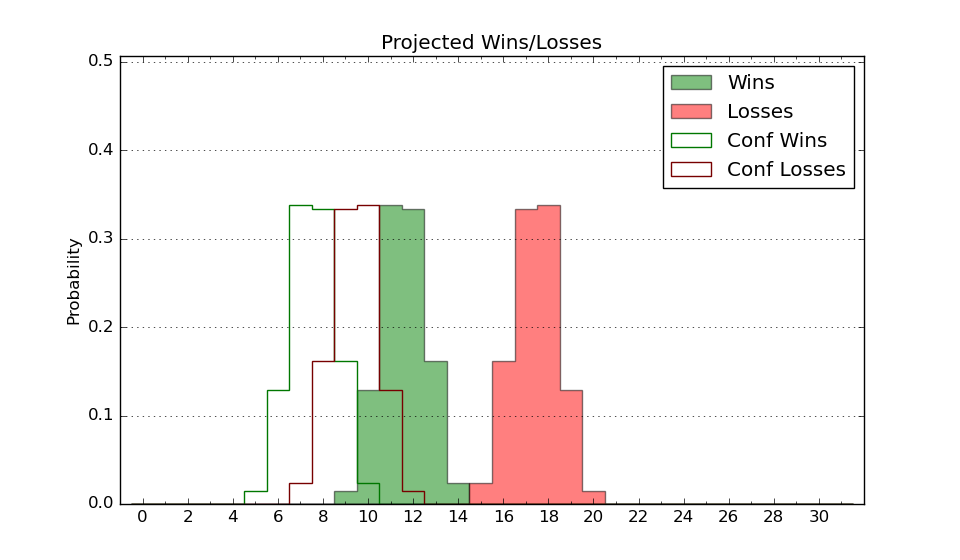 Projected Wins/Losses
0.5
0.4
0.3
0.2
0.1
0.0
Probability
Wins
Losses
Conf Wins
Conf Losses
0 2 4 6 8 10 12 14 16 18 20 22 24 26 28 30